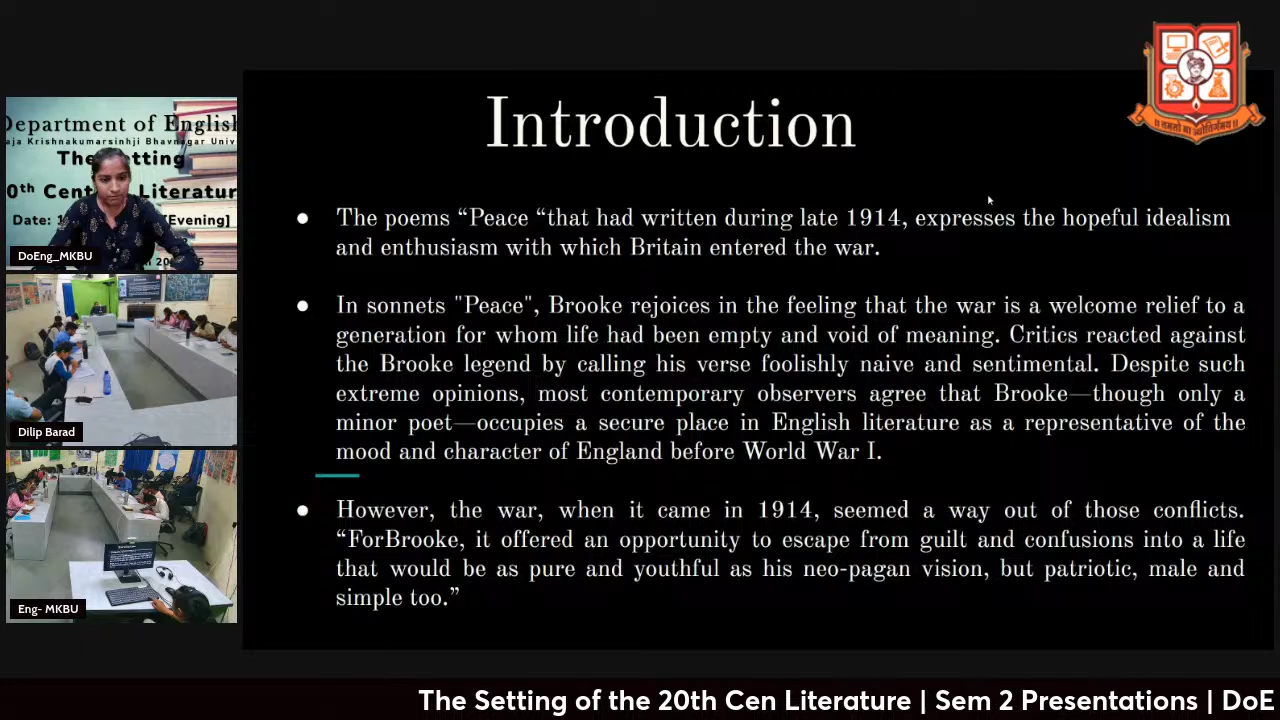 Introduction
● The poems “Peace “that had written during late 1914, expresses the hopeful idealism
and enthusiasm with which Britain entered the war.
● In sonnets "Peace", Brooke rejoices in the feeling that the war is a welcome relief to a
generation for whom life had been empty and void of meaning. Critics reacted against
the Brooke legend by calling his verse foolishly naive and sentimental. Despite such
extreme opinions, most contemporary observers agree that Brooke—though only a
minor poet—occupies a secure place in English literature as a representative of the
mood and character of England before World War I.
● However, the war, when it came in 1914, seemed a way out of those conflicts.
“ForBrooke, it offered an opportunity to escape from guilt and confusions into a life
that would be as pure and youthful as his neo-pagan vision, but patriotic, male and
simple too.”
Department of English
aja Krishnakumarsinhji Bhavnagar Univ
The Setting
0th Cen Literatur
Date: 1 [Evening]
DoEng_MKBU
Dilip Barad
Eng- MKBU
The Setting of the 20th Cen Literature | Sem 2 Presentations | DoE